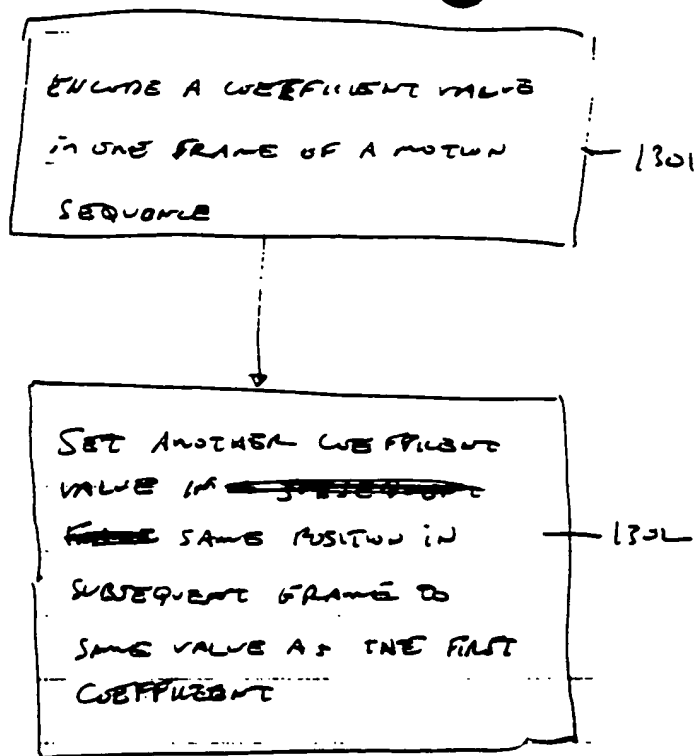 ENCODE A COEFFICIENT VALUE
in ONE FRAME OF A MOTION
SEQUENCE
1301
SET ANOTHER COEFFICIENT
VALUE IN
SAME POSITION iN
SUBSEQUENT FRAME TO
SAME VALUE AS THE FIRST
COEFFICIENT
1302